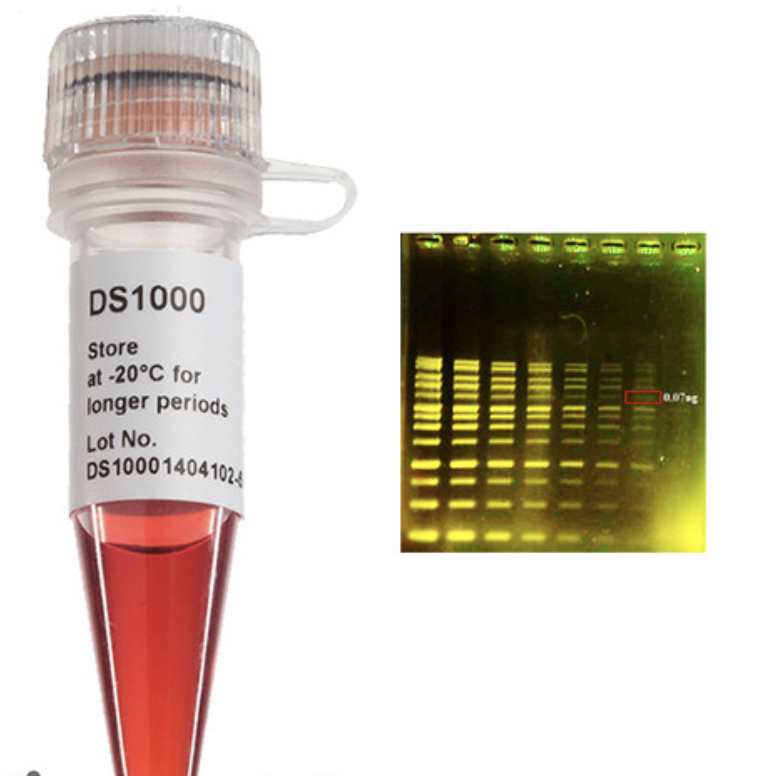 DS1000
Store
at -20°C for
longer periods
Lot No.
DS10001404102-5
0.07ng